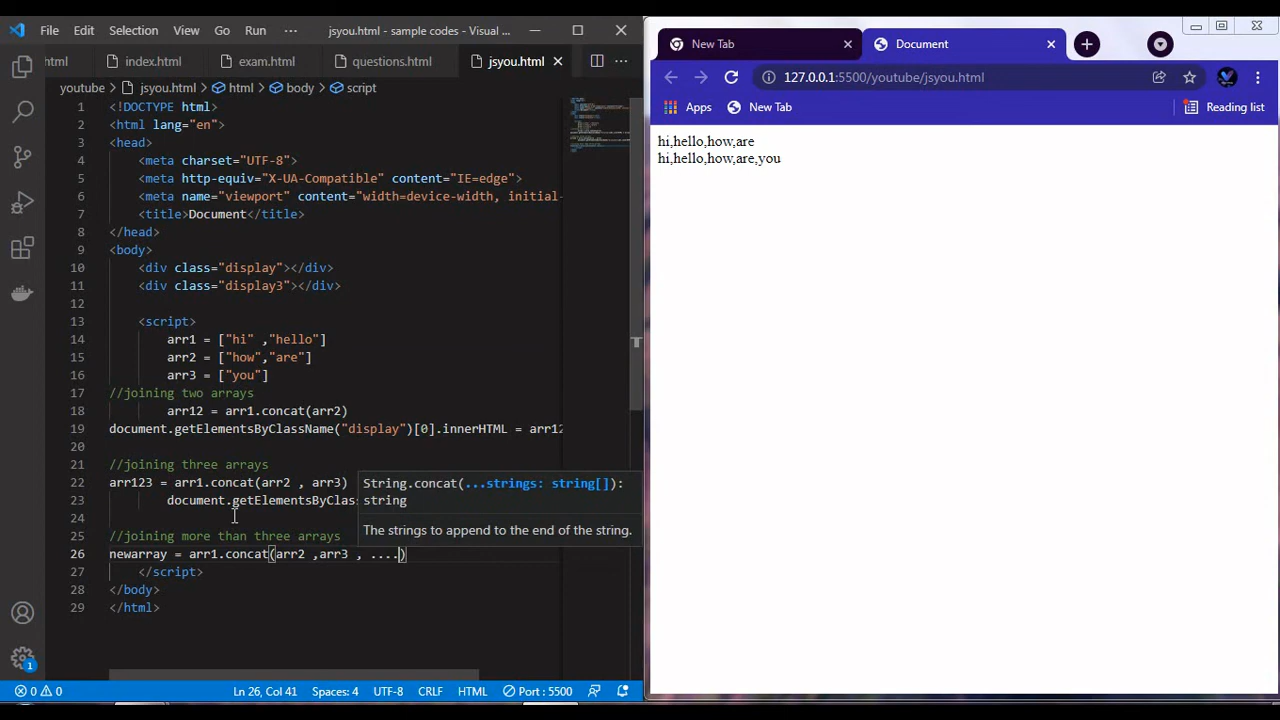 File Edit Selection View Go Run ··· jsyou.html - sample codes - Visual ...
html index.html exam.html questions.html jsyou.html
youtube > jsyou.html > html > body > script
1 <!DOCTYPE html>
2 <html lang="en">
3 <head>
4 <meta charset="UTF-8">
5 <meta http-equiv="X-UA-Compatible" content="IE=edge">
6 <meta name="viewport" content="width=device-width, initial-
7 <title>Document</title>
8 </head>
9 <body>
10 <div class="display"></div>
11 <div class="display3"></div>
12
13 <script>
14 arr1 = ["hi" ,"hello"]
15 arr2 = ["how","are"]
16 arr3 = ["you"]
17 //joining two arrays
18 arr12 = arr1.concat(arr2)
19 document.getElementsByClassName("display")[0].innerHTML = arr12
20
21 //joining three arrays
22 arr123 = arr1.concat(arr2 , arr3)
23 document.getElementsByClas
24
25 //joining more than three arrays
26 newarray = arr1.concat(arr2 ,arr3 , ....)
27 </script>
28 </body>
29 </html>
String.concat(...strings: string[]):
string
The strings to append to the end of the string.
0 0 Ln 26, Col 41 Spaces: 4 UTF-8 CRLF HTML Port : 5500
1
New Tab Document
127.0.0.1:5500/youtube/jsyou.html
Apps New Tab Reading list
hi,hello,how,are
hi,hello,how,are,you